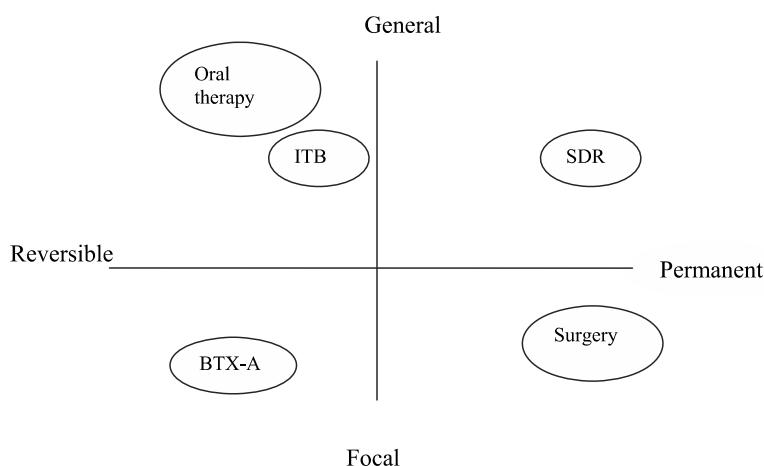 General
Oral
therapy
ITB
SDR
Reversible
Permanent
Surgery
BTX-A
Focal